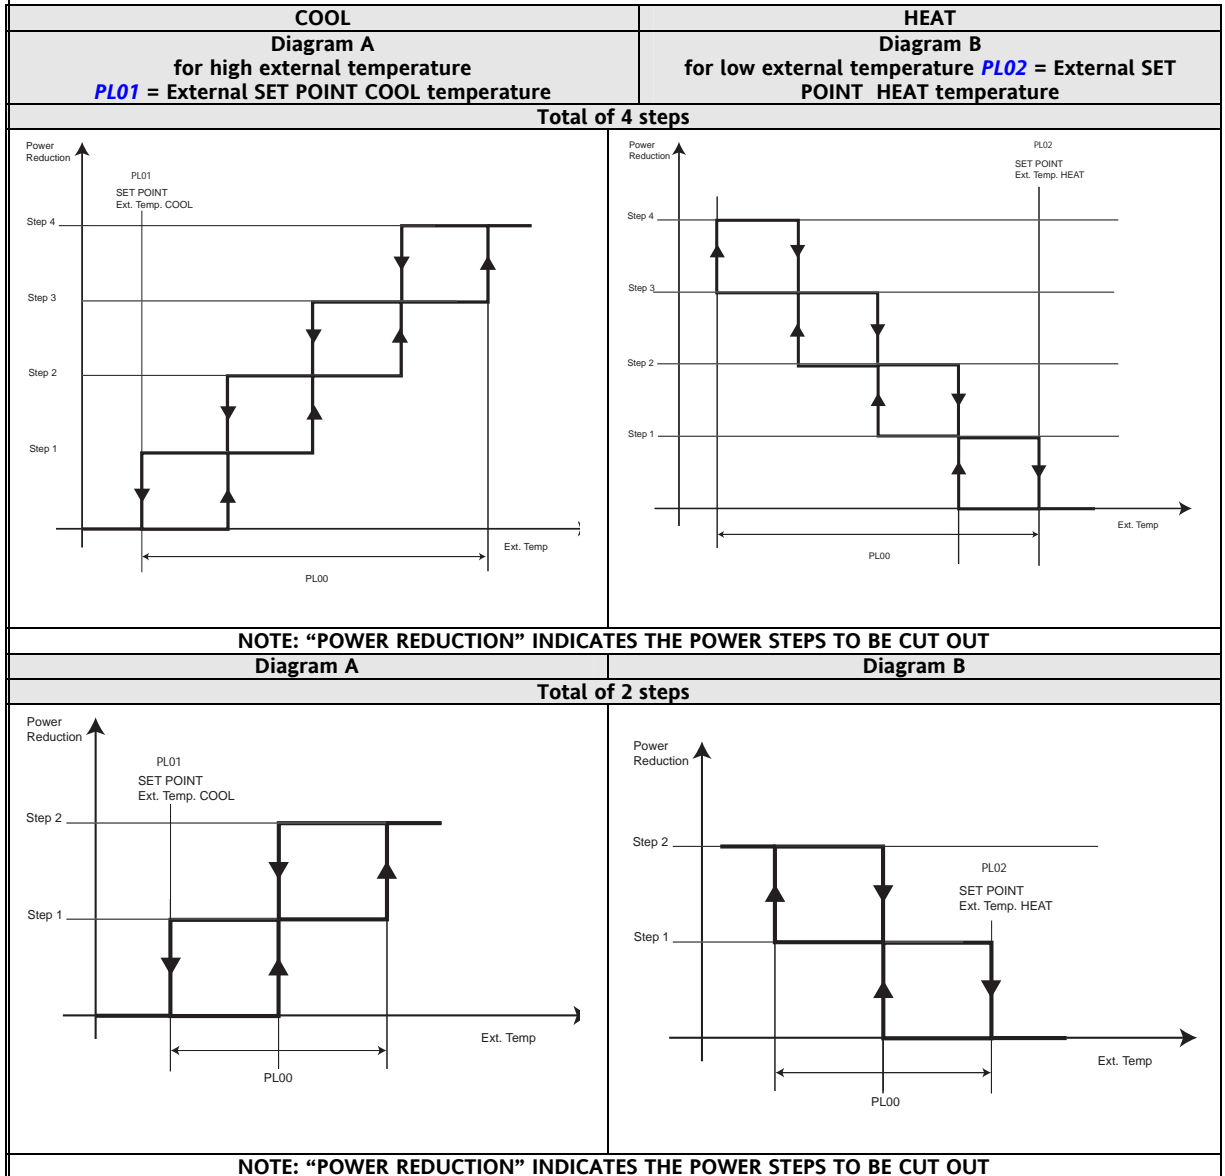 COOL
HEAT
Diagram A
for high external temperature
PL01 = External SET POINT COOL temperature
Diagram B
for low external temperature PL02 = External SET
POINT HEAT temperature
Total of 4 steps
Power
Reduction
PL01
SET POINT
Ext. Temp. COOL
Step 4
Step 3
Step 2
Step 1
Ext. Temp
PL00
Power
Reduction
PL02
SET POINT
Ext. Temp. HEAT
Step 4
Step 3
Step 2
Step 1
Ext. Temp
PL00
NOTE: “POWER REDUCTION” INDICATES THE POWER STEPS TO BE CUT OUT
Diagram A
Diagram B
Total of 2 steps
Power
Reduction
PL01
SET POINT
Ext. Temp. COOL
Step 2
Step 1
Ext. Temp
PL00
Power
Reduction
Step 2
PL02
SET POINT
Ext. Temp. HEAT
Step 1
Ext. Temp
PL00
NOTE: “POWER REDUCTION” INDICATES THE POWER STEPS TO BE CUT OUT